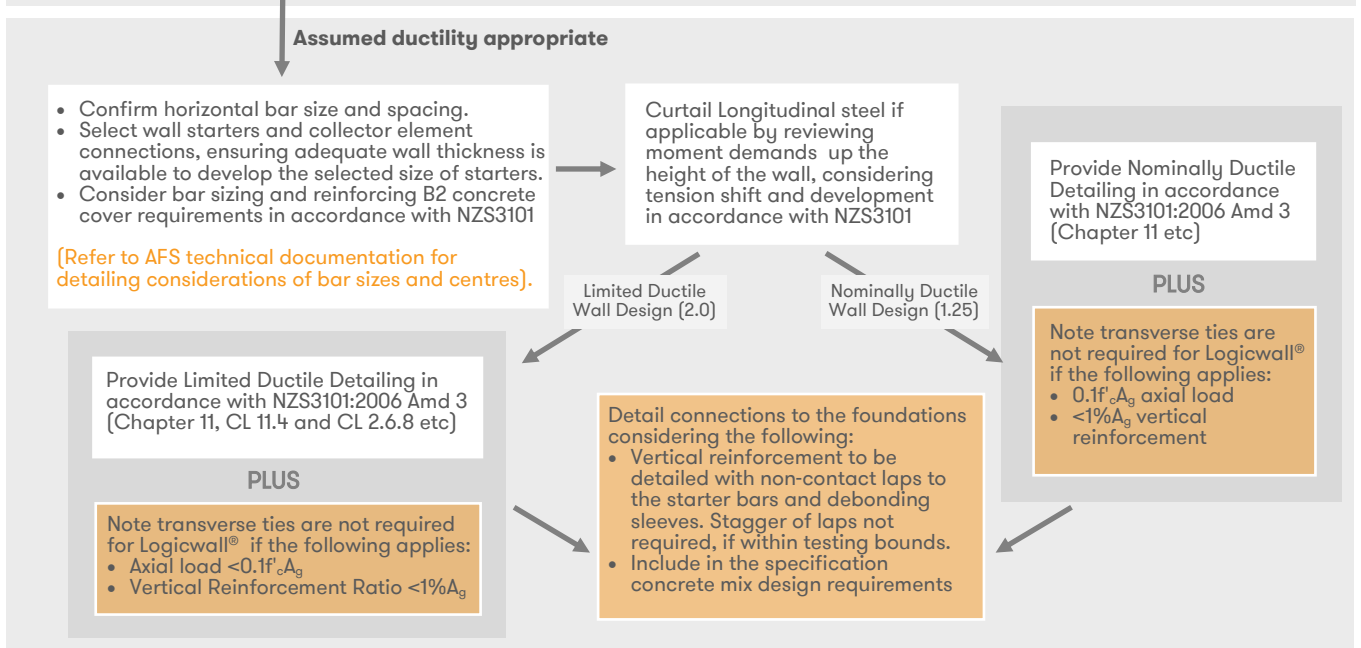 Assumed ductility appropriate
• Confirm horizontal bar size and spacing.
• Select wall starters and collector element
connections, ensuring adequate wall thickness is
available to develop the selected size of starters.
• Consider bar sizing and reinforcing B2 concrete
cover requirements in accordance with NZS3101
(Refer to AFS technical documentation for
detailing considerations of bar sizes and centres).
Curtail Longitudinal steel if
applicable by reviewing
moment demands up the
height of the wall, considering
tension shift and development
in accordance with NZS3101
Limited Ductile
Wall Design (2.0)
Nominally Ductile
Wall Design (1.25)
Provide Nominally Ductile
Detailing in accordance
with NZS3101:2006 Amd 3
(Chapter 11 etc)
PLUS
Note transverse ties are
not required for Logicwall®
if the following applies:
• 0.1f'cAg axial load
• <1%Ag vertical
reinforcement
Provide Limited Ductile Detailing in
accordance with NZS3101:2006 Amd 3
(Chapter 11, CL 11.4 and CL 2.6.8 etc)
PLUS
Note transverse ties are not required
for Logicwall® if the following applies:
• Axial load <0.1f'cAg
• Vertical Reinforcement Ratio <1%Ag
Detail connections to the foundations
considering the following:
• Vertical reinforcement to be
detailed with non-contact laps to
the starter bars and debonding
sleeves. Stagger of laps not
required, if within testing bounds.
• Include in the specification
concrete mix design requirements